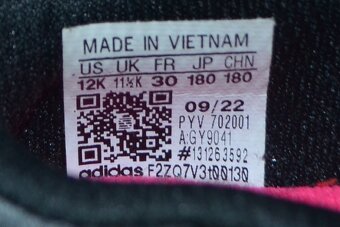 MADE IN VIETNAM
US UK FR JP CHN
12K 11½K 30 180 180
09/22
PYV 702001
A:GY9041
#131263592
adidas F2ZQ7V3t00130